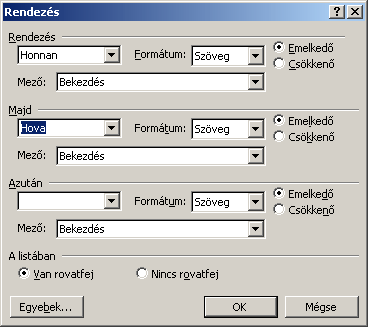 Rendezés
Rendezés
Honnan Formátum: Szöveg Emelkedő
Csökkenő
Mező: Bekezdés
Majd
Hova Formátum: Szöveg Emelkedő
Csökkenő
Mező: Bekezdés
Azután
Formátum: Szöveg Emelkedő
Csökkenő
Mező: Bekezdés
A listában
Van rovatfej Nincs rovatfej
Egyebek... OK Mégse